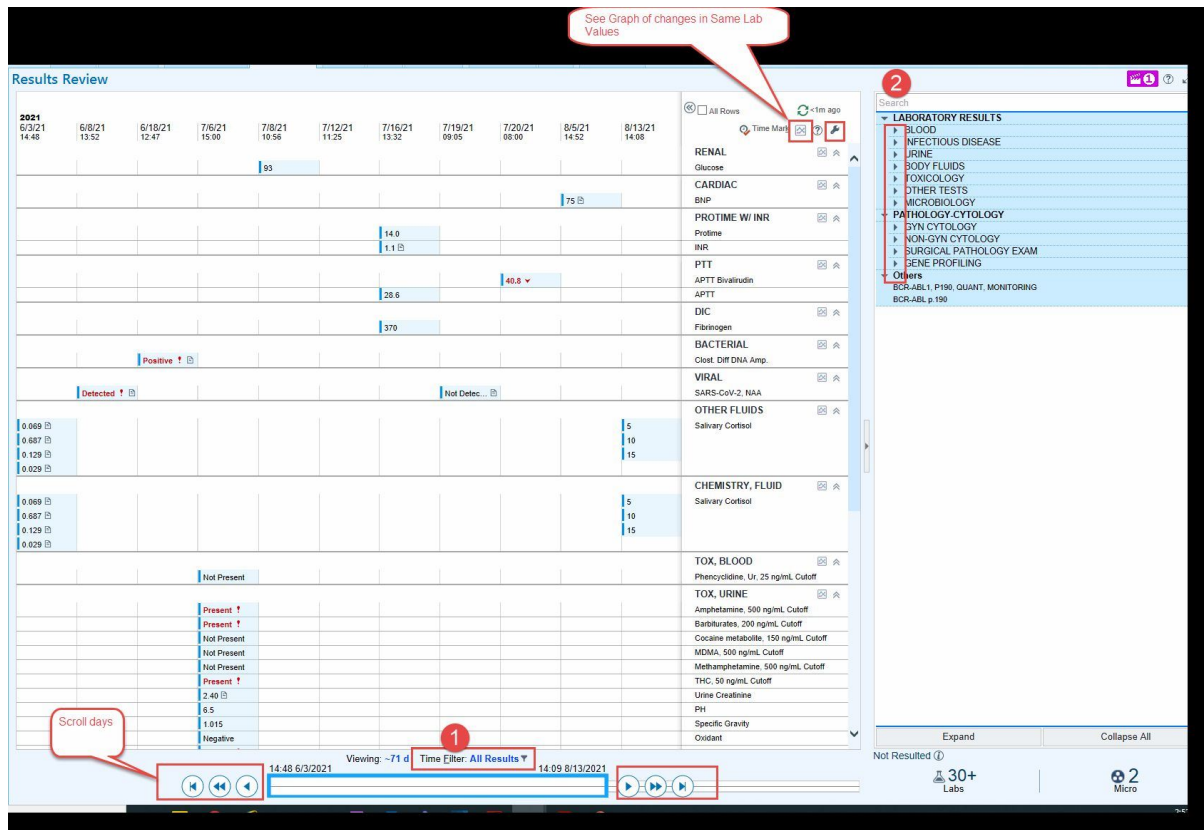 See Graph of changes in Same Lab
Values
Results Review
1
2
All Rows
<1m ago
Time Mark
2021
6/3/21 6/8/21 6/18/21 7/6/21 7/8/21 7/12/21 7/16/21 7/19/21 7/20/21 8/5/21 8/13/21
14:48 13:52 12:47 15:00 10:56 11:25 13:32 09:05 08:00 14:52 14:08
RENAL
93 Glucose
CARDIAC
75 BNP
PROTIME W/ INR
14.0 Protime
1.1 INR
PTT
40.8 APTT Bivalirudin
28.6 APTT
DIC
370 Fibrinogen
BACTERIAL
Positive ! Clost. Diff DNA Amp.
VIRAL
Detected ! Not Detec... SARS-CoV-2, NAA
OTHER FLUIDS
0.069 5 Salivary Cortisol
0.687 10
0.129 15
0.029
CHEMISTRY, FLUID
0.069 5 Salivary Cortisol
0.687 10
0.129 15
0.029
TOX, BLOOD
Not Present Phencyclidine, Ur, 25 ng/mL Cutoff
TOX, URINE
Present ! Amphetamine, 500 ng/mL Cutoff
Present ! Barbiturates, 200 ng/mL Cutoff
Not Present Cocaine metabolite, 150 ng/mL Cutoff
Not Present MDMA, 500 ng/mL Cutoff
Not Present Methamphetamine, 500 ng/mL Cutoff
Present ! THC, 50 ng/mL Cutoff
2.40 Urine Creatinine
6.5 PH
1.015 Specific Gravity
Negative Oxidant
Scroll days
1
Viewing: ~71 d Time Filter: All Results
14:48 6/3/2021 14:09 8/13/2021
Search
LABORATORY RESULTS
BLOOD
INFECTIOUS DISEASE
URINE
BODY FLUIDS
TOXICOLOGY
OTHER TESTS
MICROBIOLOGY
PATHOLOGY-CYTOLOGY
GYN CYTOLOGY
NON-GYN CYTOLOGY
SURGICAL PATHOLOGY EXAM
GENE PROFILING
Others
BCR-ABL1, P190, QUANT, MONITORING
BCR-ABL p.190
Expand Collapse All
Not Resulted
30+ 2
Labs Micro